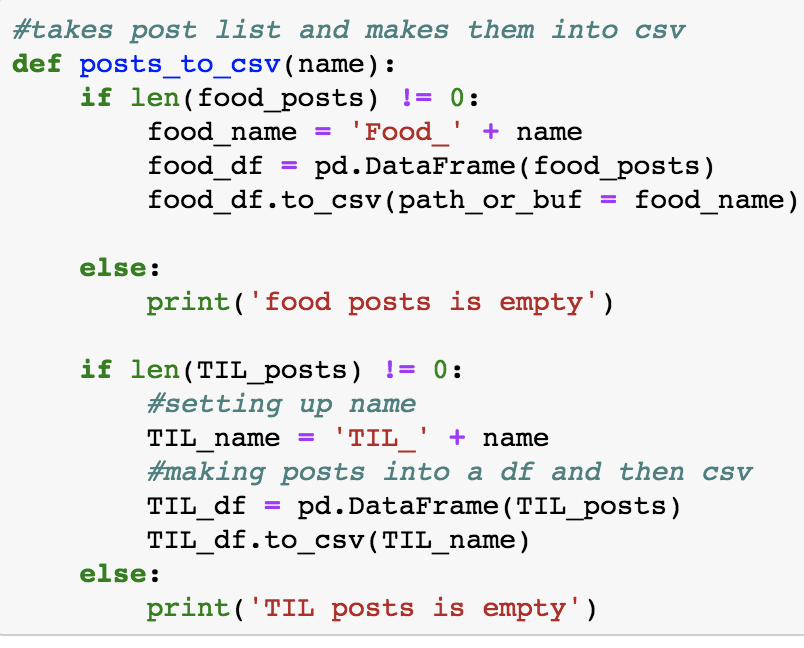 #takes post list and makes them into csv
def posts_to_csv(name):
    if len(food_posts) != 0:
        food_name = 'Food_' + name
        food_df = pd.DataFrame(food_posts)
        food_df.to_csv(path_or_buf = food_name)
    else:
        print('food posts is empty')
    if len(TIL_posts) != 0:
        #setting up name
        TIL_name = 'TIL_' + name
        #making posts into a df and then csv
        TIL_df = pd.DataFrame(TIL_posts)
        TIL_df.to_csv(TIL_name)
    else:
        print('TIL posts is empty')